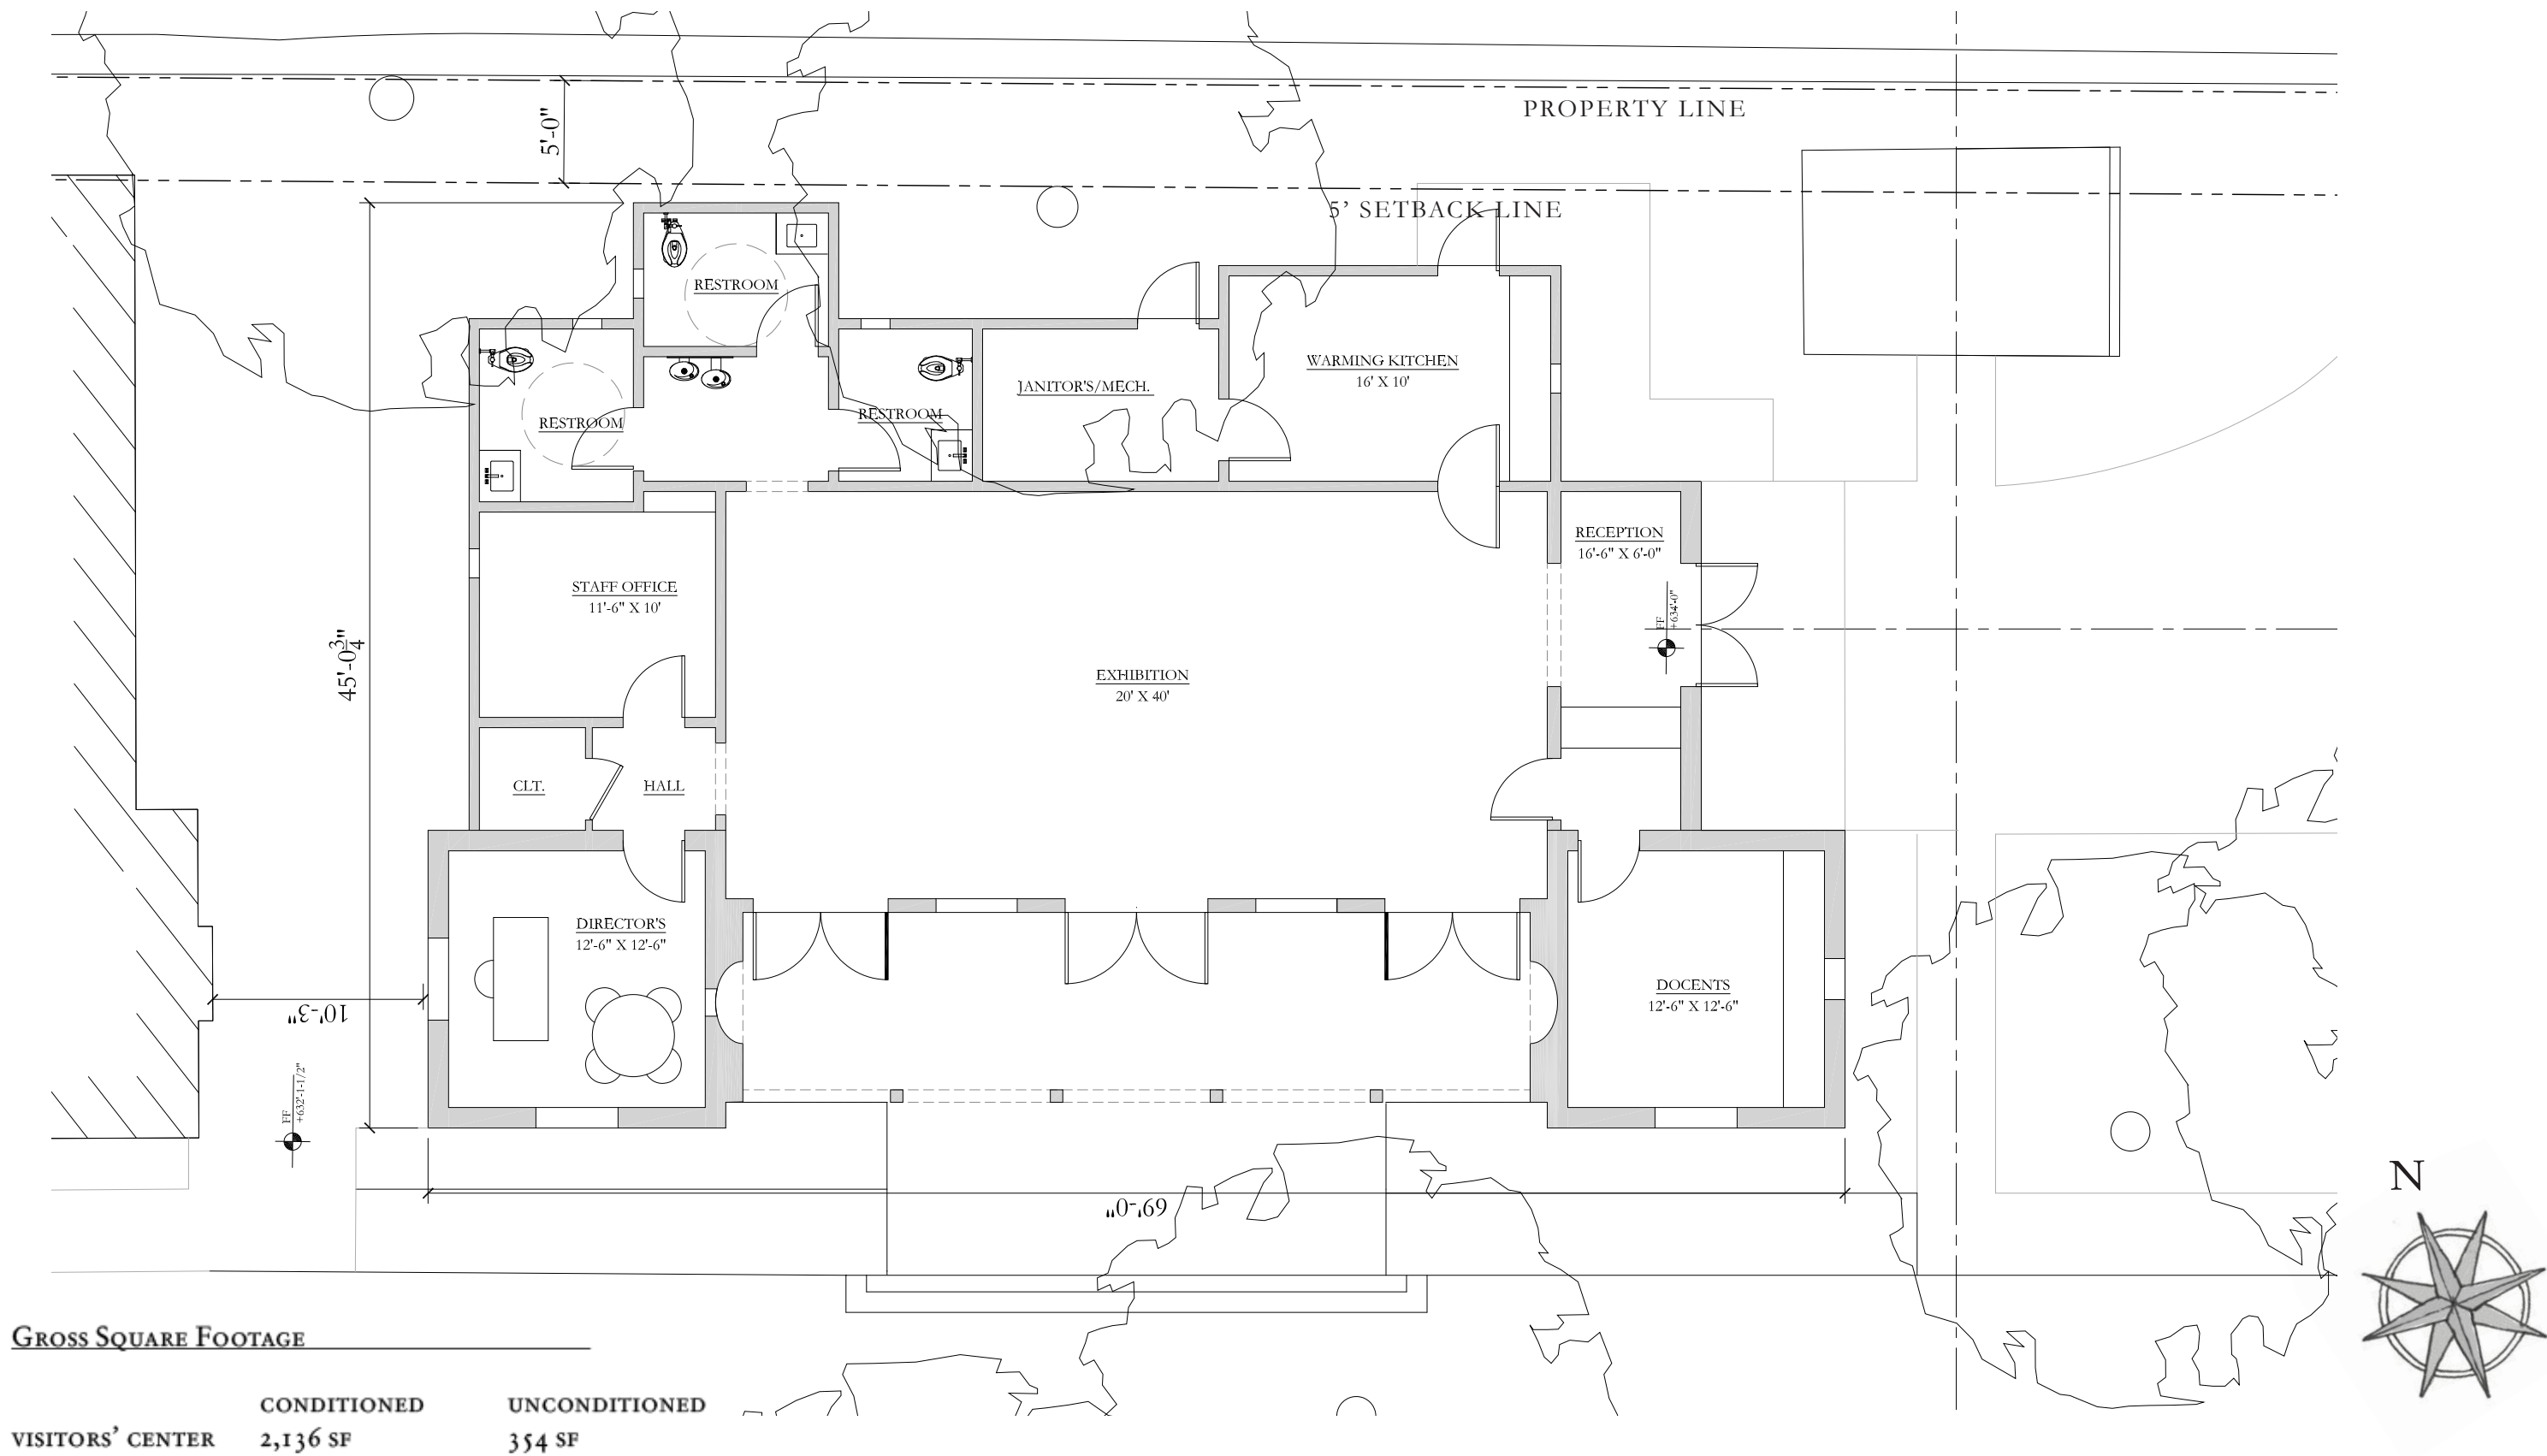 PROPERTY LINE
5'-0"
5' SETBACK LINE
RESTROOM
WARMING KITCHEN
16' X 10'
JANITOR'S/MECH.
RESTROOM
RESTROOM
RECEPTION
16'-6" X 6'-0"
STAFF OFFICE
11'-6" X 10'
FF
+634'-0"
45'-0 3/4"
EXHIBITION
20' X 40'
CLT.
HALL
DIRECTOR'S
12'-6" X 12'-6"
DOCENTS
12'-6" X 12'-6"
10'-3"
FF
+632'-1-1/2"
69'-0"
N
GROSS SQUARE FOOTAGE
CONDITIONED UNCONDITIONED
VISITORS' CENTER 2,136 SF 354 SF